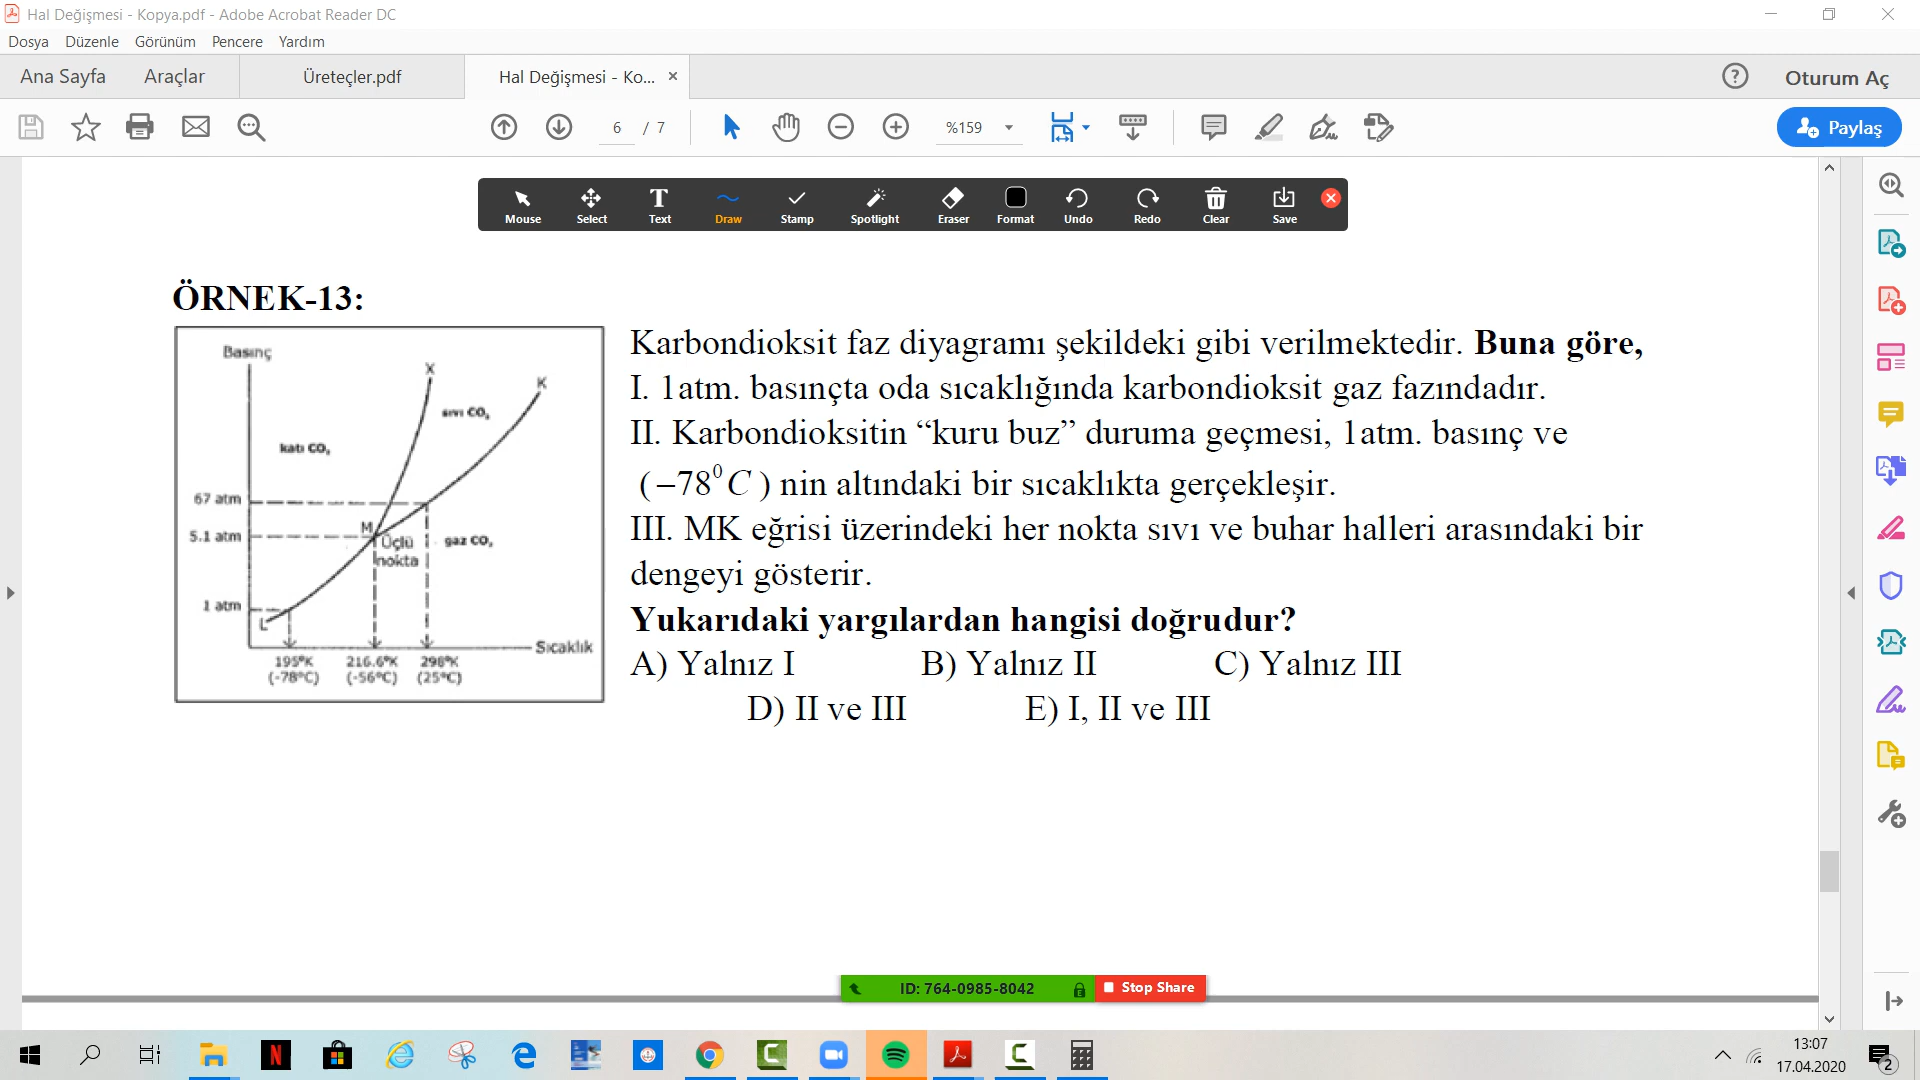 Hal Değişmesi - Kopya.pdf - Adobe Acrobat Reader DC
Dosya Düzenle Görünüm Pencere Yardım
Ana Sayfa Araçlar Üreteçler.pdf Hal Değişmesi - Ko... × ? Oturum Aç
6 / 7 %159 Paylaş
Mouse Select Text Draw Stamp Spotlight Eraser Format Undo Redo Clear Save
ÖRNEK-13:
Basınç
X
K
sıvı CO₂
katı CO₂
67 atm
M
5.1 atm
Üçlü
nokta
gaz CO₂
1 atm
L
Sıcaklık
195°K 216.6°K 298°K
(-78°C) (-56°C) (25°C)
Karbondioksit faz diyagramı şekildeki gibi verilmektedir. Buna göre,
I. 1atm. basınçta oda sıcaklığında karbondioksit gaz fazındadır.
II. Karbondioksitin “kuru buz” duruma geçmesi, 1atm. basınç ve
(−78⁰C) nin altındaki bir sıcaklıkta gerçekleşir.
III. MK eğrisi üzerindeki her nokta sıvı ve buhar halleri arasındaki bir
dengeyi gösterir.
Yukarıdaki yargılardan hangisi doğrudur?
A) Yalnız I B) Yalnız II C) Yalnız III
D) II ve III E) I, II ve III
ID: 764-0985-8042 Stop Share
13:07
17.04.2020
2